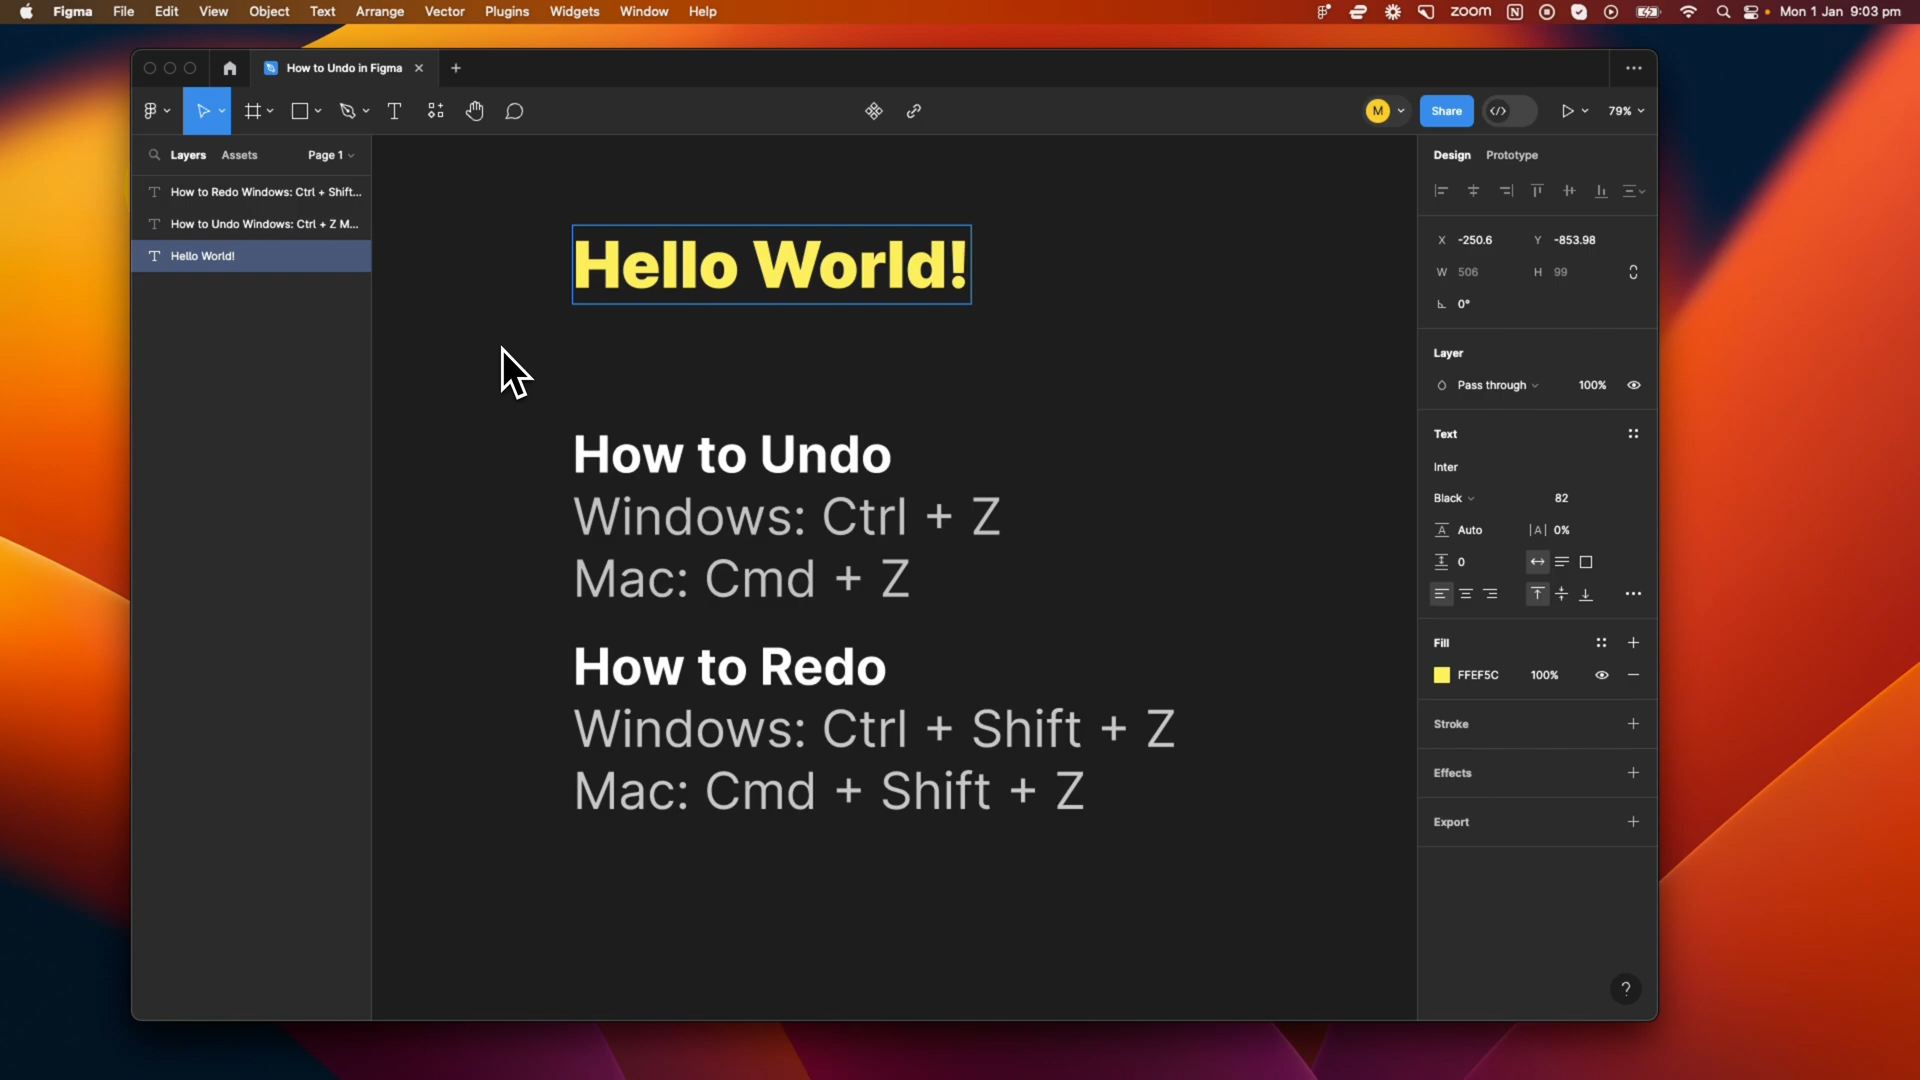 Figma File Edit View Object Text Arrange Vector Plugins Widgets Window Help zoom Mon 1 Jan 9:03 pm
How to Undo in Figma
M Share 79%
Layers Assets Page 1
How to Redo Windows: Ctrl + Shift...
How to Undo Windows: Ctrl + Z M...
Hello World!
Hello World!
How to Undo
Windows: Ctrl + Z
Mac: Cmd + Z
How to Redo
Windows: Ctrl + Shift + Z
Mac: Cmd + Shift + Z
Design Prototype
X -250.6 Y -853.98
W 506 H 99
0°
Layer
Pass through 100%
Text
Inter
Black 82
A Auto |A| 0%
0
Fill
FFEF5C 100%
Stroke
Effects
Export
?